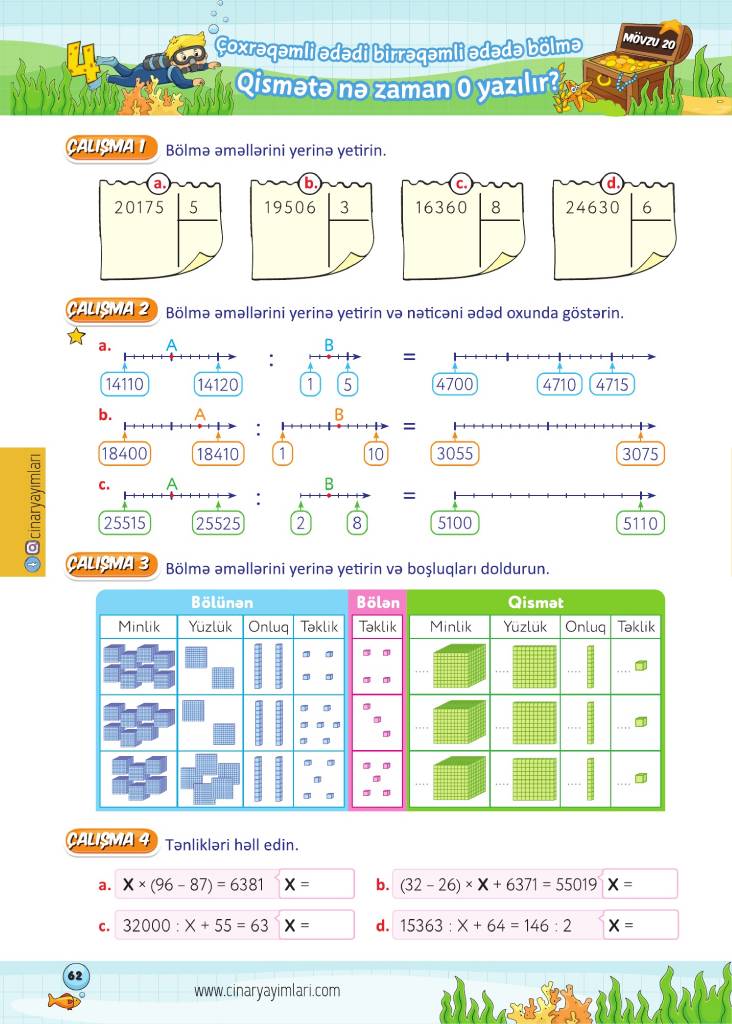 4
Çoxrəqəmli ədədi birrəqəmli ədədə bölmə
MÖVZU 20
Qismətə nə zaman 0 yazılır?
ÇALIŞMA 1 Bölmə əməllərini yerinə yetirin.
a. b. c. d.
20175 5 19506 3 16360 8 24630 6
ÇALIŞMA 2 Bölmə əməllərini yerinə yetirin və nəticəni ədəd oxunda göstərin.
a. A : B =
14110 14120 1 5 4700 4710 4715
b. A : B =
18400 18410 1 10 3055 3075
c. A : B =
25515 25525 2 8 5100 5110
cinaryayımları
ÇALIŞMA 3 Bölmə əməllərini yerinə yetirin və boşluqları doldurun.
Bölünən Bölən Qismət
Minlik Yüzlük Onluq Təklik Təklik Minlik Yüzlük Onluq Təklik
.... .... .... ....
.... .... .... ....
.... .... .... ....
ÇALIŞMA 4 Tənlikləri həll edin.
a. X × (96 – 87) = 6381 X = b. (32 – 26) × X + 6371 = 55019 X =
c. 32000 : X + 55 = 63 X = d. 15363 : X + 64 = 146 : 2 X =
62
www.cinaryayimlari.com